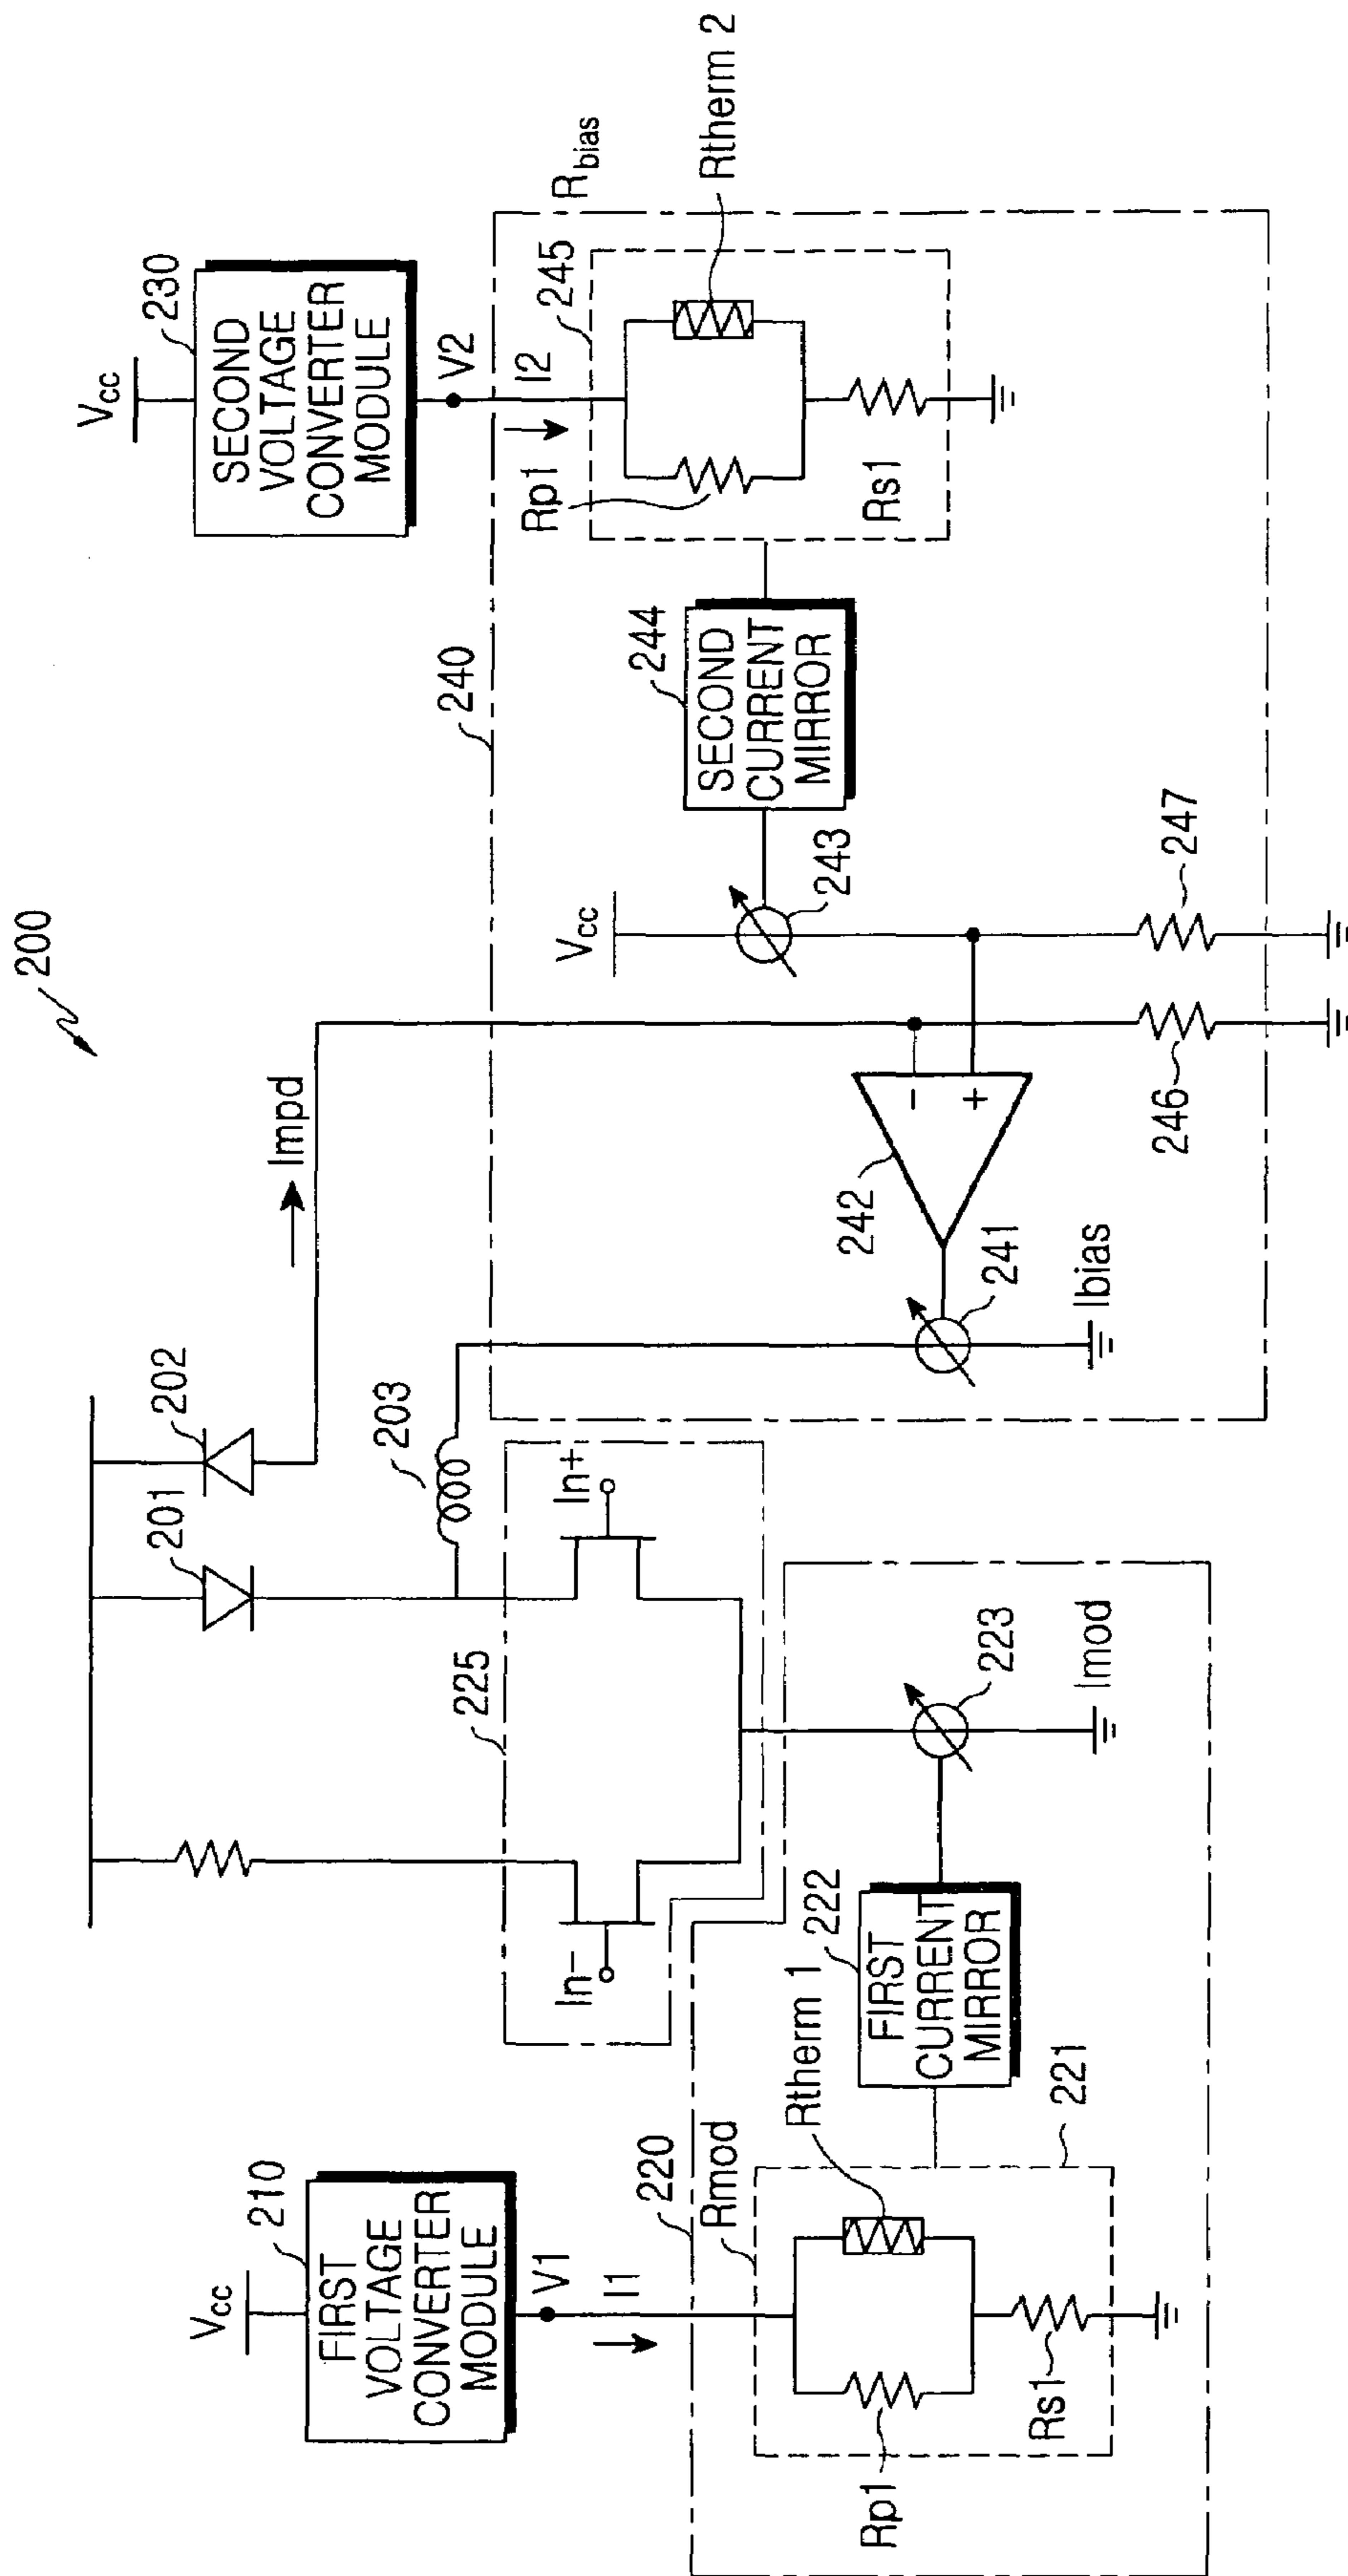 200
Vcc
210
FIRST
VOLTAGE
CONVERTER
MODULE
V1
I1
220
Rmod
Rtherm 1
Rp1
Rs1
221
222
FIRST
CURRENT
MIRROR
223
Imod
225
In-
In+
201
202
203
Impd
240
241
Ibias
242
-
+
246
247
Vcc
243
244
SECOND
CURRENT
MIRROR
Vcc
230
SECOND
VOLTAGE
CONVERTER
MODULE
V2
I2
245
Rbias
Rtherm 2
Rp1
Rs1